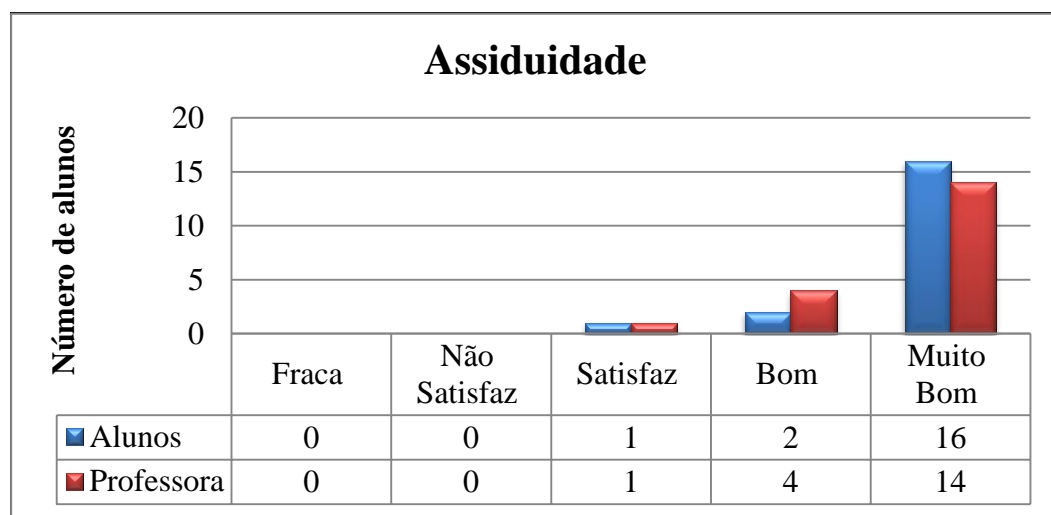 Assiduidade
Número de alunos
20
15
10
5
0
Fraca
Não
Satisfaz
Satisfaz
Bom
Muito
Bom
Alunos 0 0 1 2 16
Professora 0 0 1 4 14